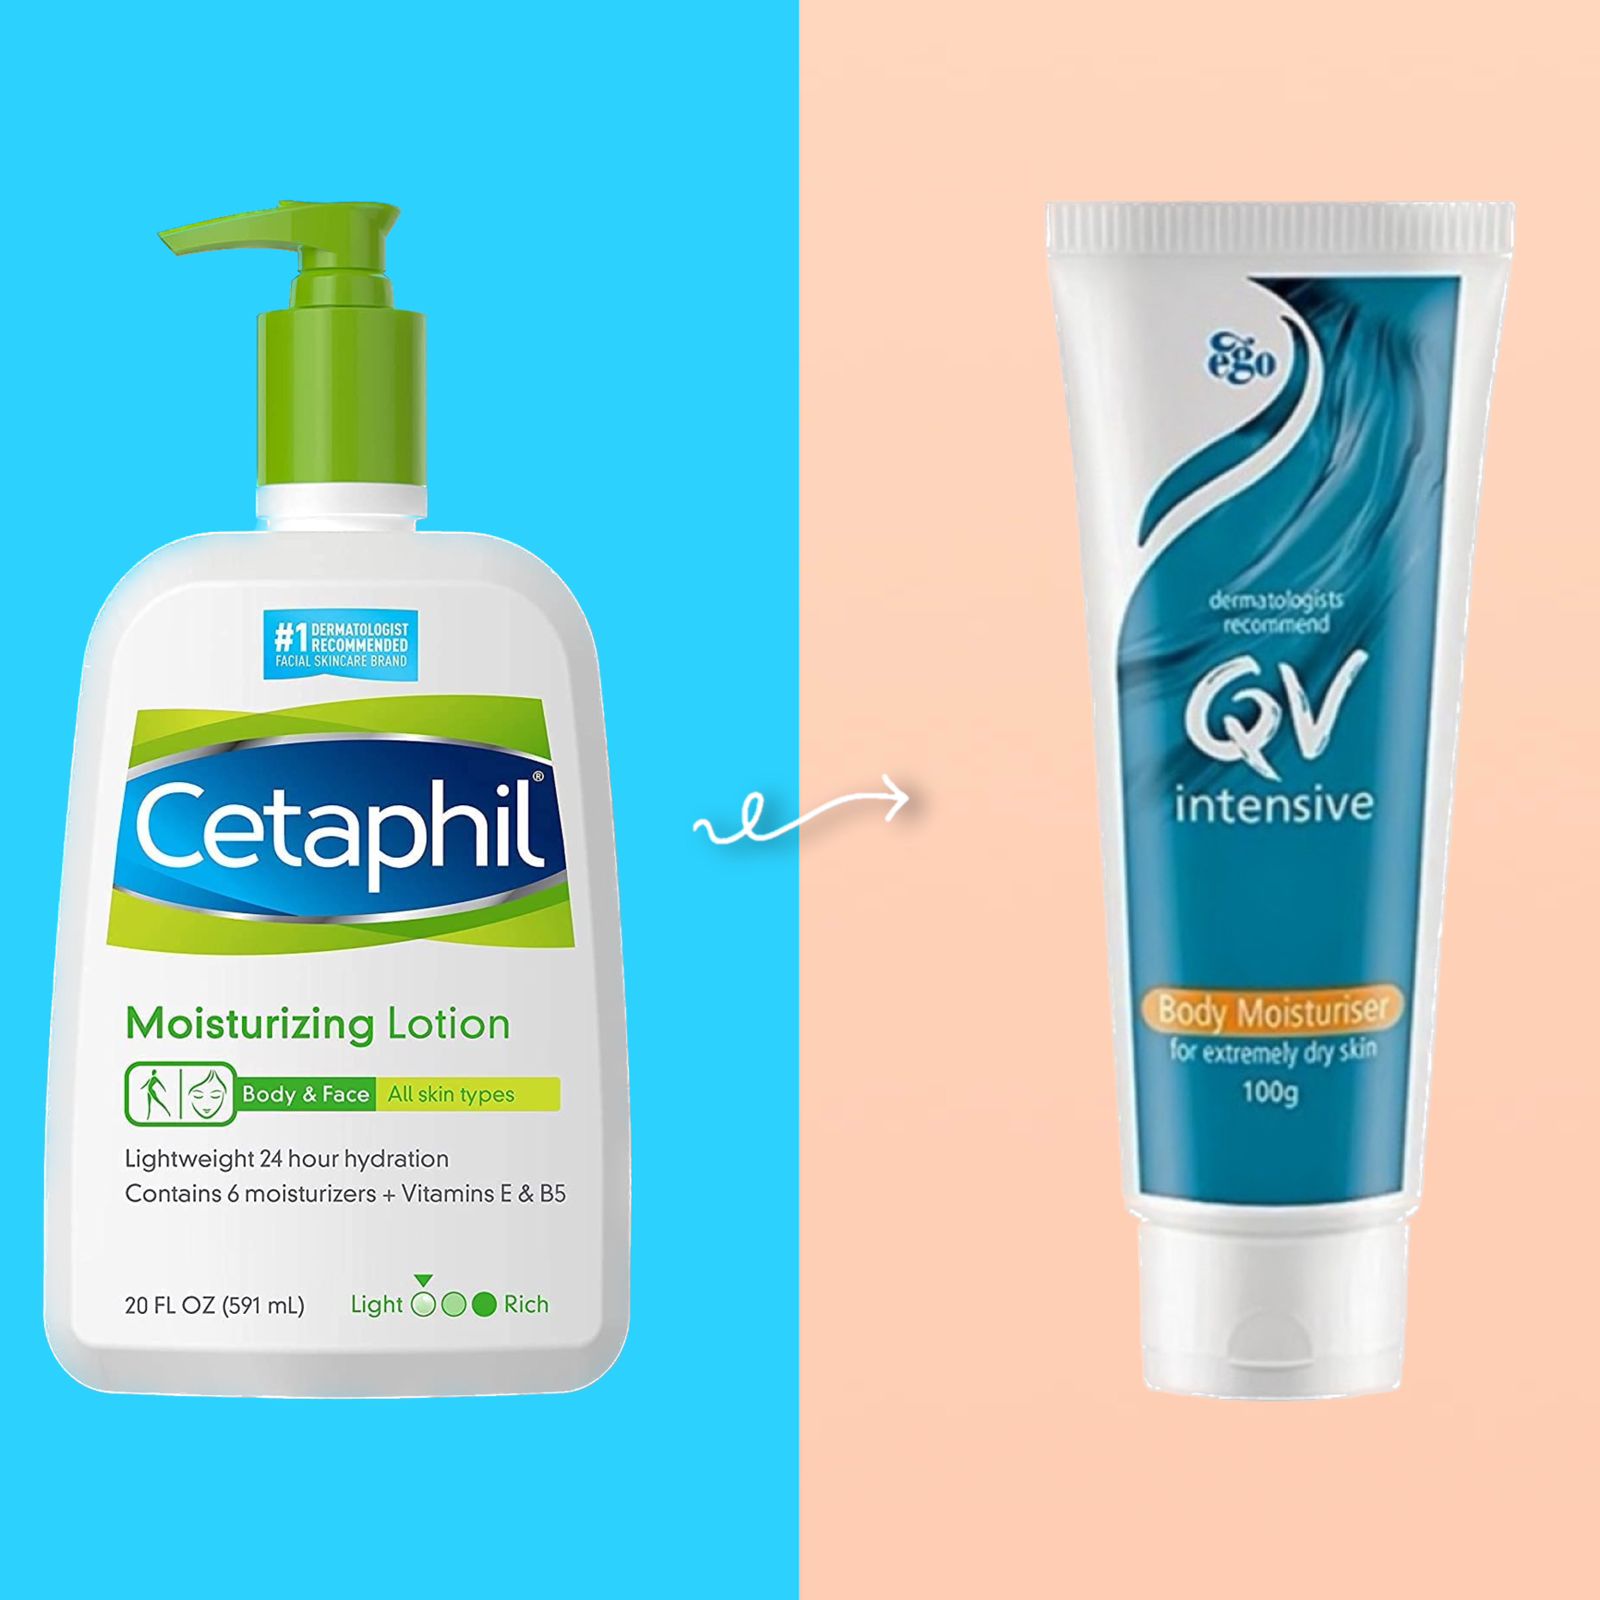 #1 DERMATOLOGIST
RECOMMENDED
FACIAL SKINCARE BRAND
Cetaphil®
Moisturizing Lotion
Body & Face All skin types
Lightweight 24 hour hydration
Contains 6 moisturizers + Vitamins E & B5
20 FL OZ (591 mL) Light Rich
ego
dermatologists
recommend
QV
intensive
Body Moisturiser
for extremely dry skin
100g